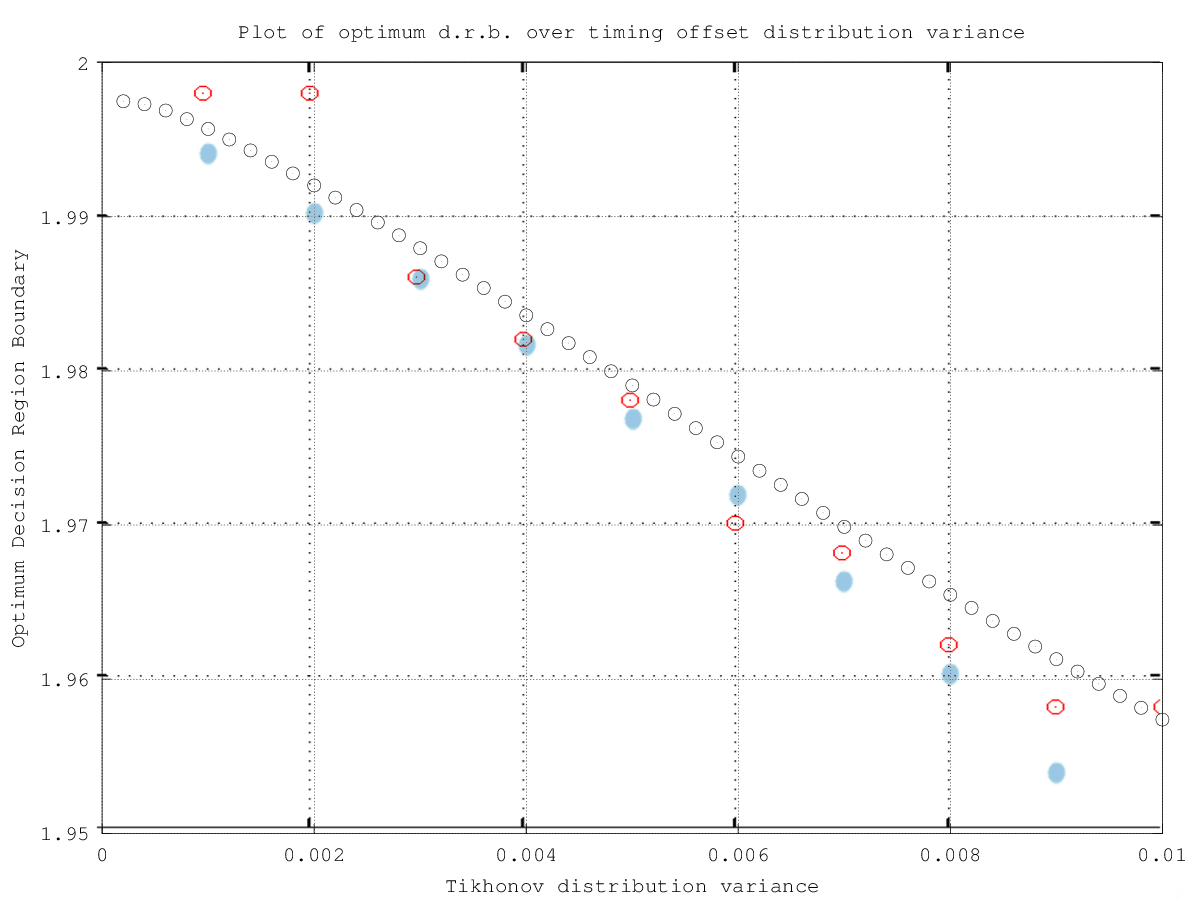 Plot of optimum d.r.b. over timing offset distribution variance
2
1.99
1.98
1.97
1.96
1.95
Optimum Decision Region Boundary
0 0.002 0.004 0.006 0.008 0.01
Tikhonov distribution variance